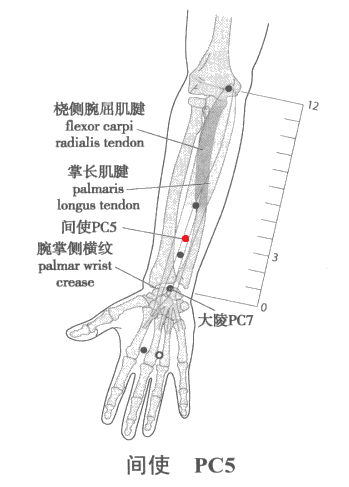 12
桡侧腕屈肌腱
flexor carpi
radialis tendon
掌长肌腱
palmaris
longus tendon
间使PC5
腕掌侧横纹
palmar wrist
crease
3
0
大陵PC7
间使 PC5